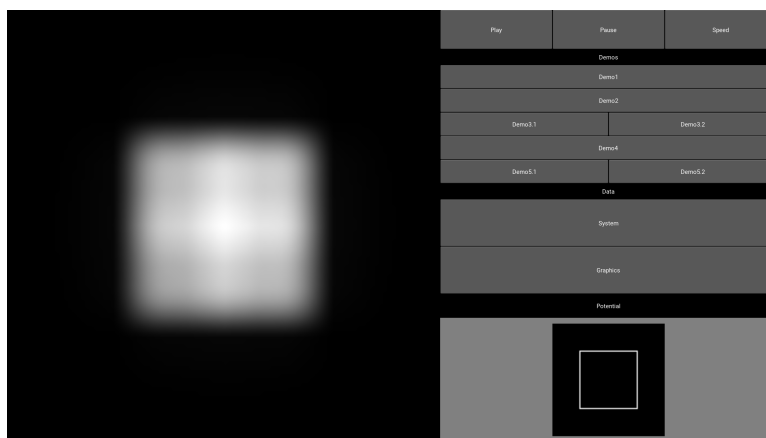 Play Pause Speed
Demos
Demo1
Demo2
Demo3.1 Demo3.2
Demo4
Demo5.1 Demo5.2
Data
System
Graphics
Potential